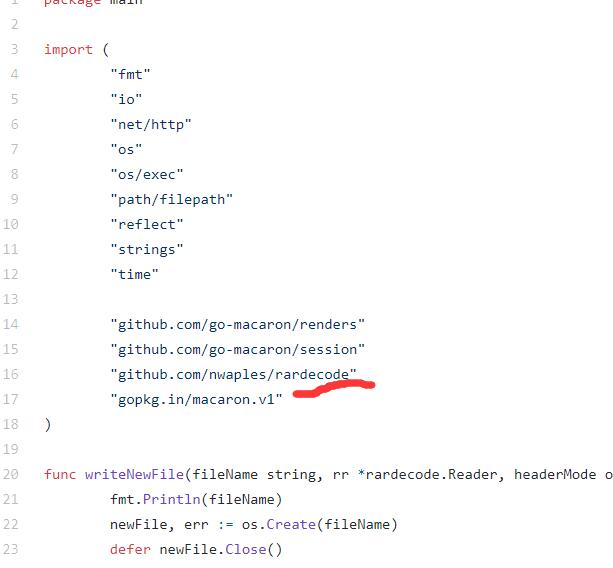 1 package main
2
3 import (
4 "fmt"
5 "io"
6 "net/http"
7 "os"
8 "os/exec"
9 "path/filepath"
10 "reflect"
11 "strings"
12 "time"
13
14 "github.com/go-macaron/renders"
15 "github.com/go-macaron/session"
16 "github.com/nwaples/rardecode"
17 "gopkg.in/macaron.v1"
18 )
19
20 func writeNewFile(fileName string, rr *rardecode.Reader, headerMode o
21 fmt.Println(fileName)
22 newFile, err := os.Create(fileName)
23 defer newFile.Close()